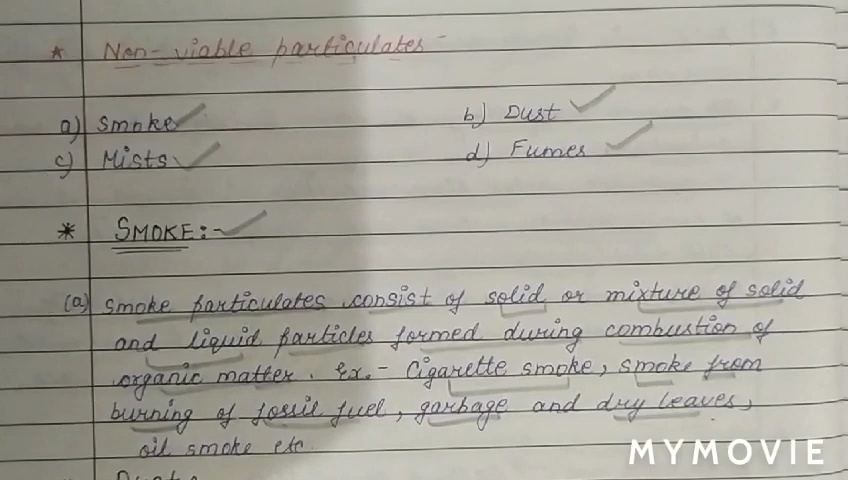 * Non-viable particulates-
a) Smoke b) Dust
c) Mists d) Fumes
* SMOKE:-
(a) Smoke particulates consist of solid or mixture of solid
and liquid particles formed during combustion of
organic matter. Ex.- Cigarette smoke, smoke from
burning of fossil fuel, garbage and dry leaves,
oil smoke etc.
MYMOVIE